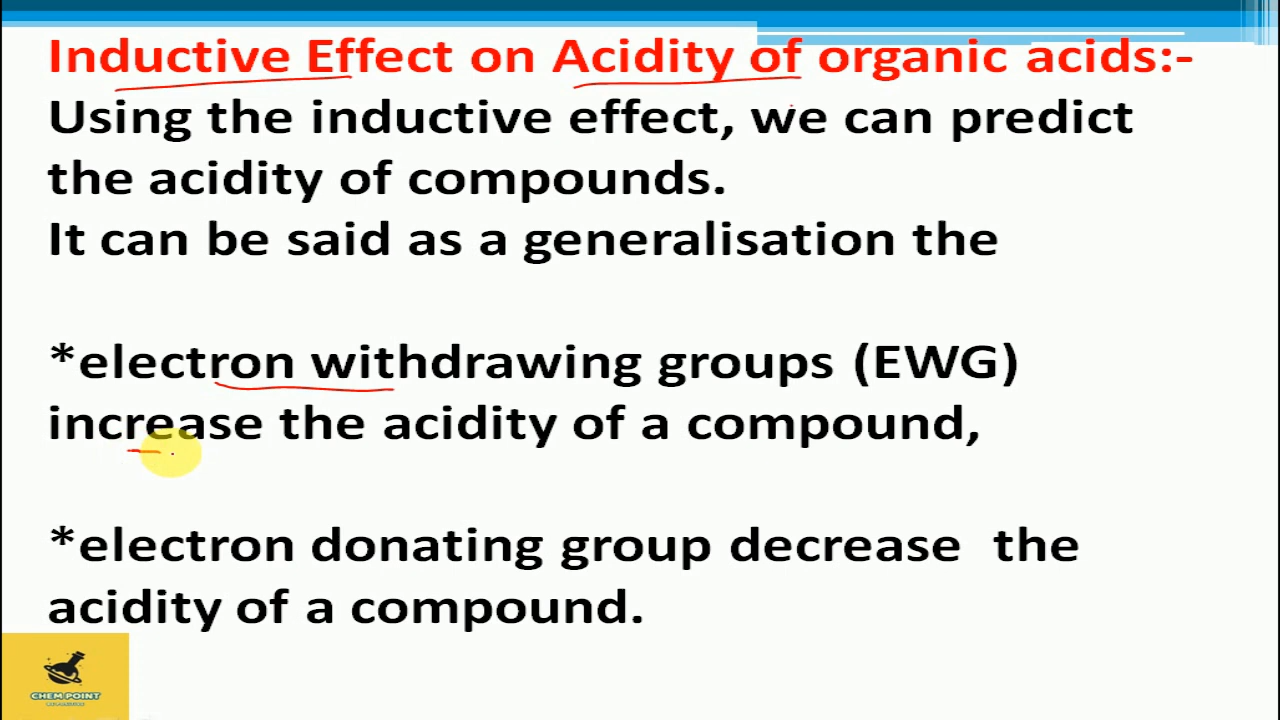 Inductive Effect on Acidity of organic acids:-
Using the inductive effect, we can predict
the acidity of compounds.
It can be said as a generalisation the
*electron withdrawing groups (EWG)
increase the acidity of a compound,
*electron donating group decrease the
acidity of a compound.
CHEM POINT